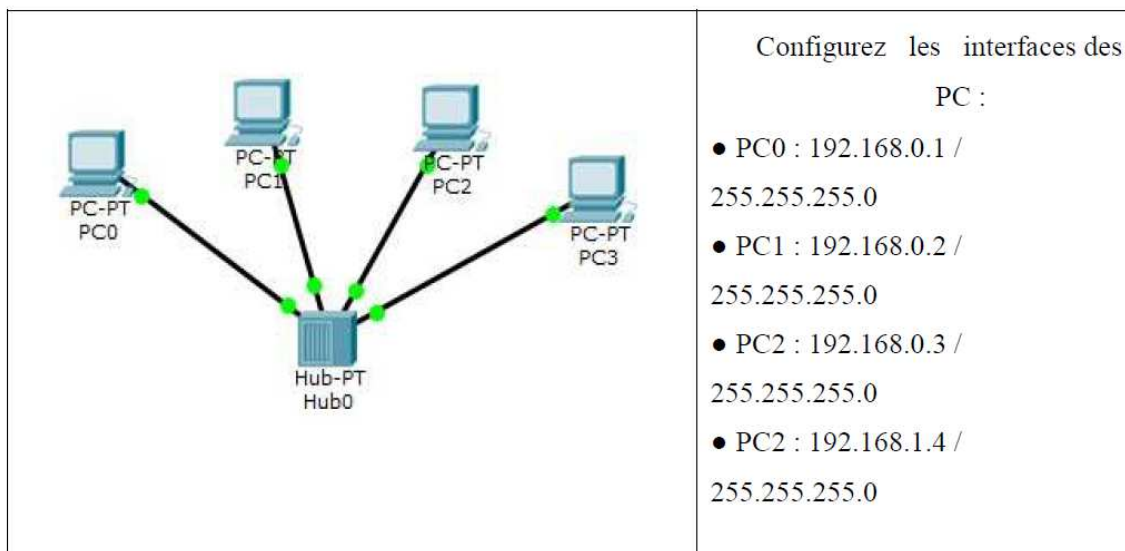 PC-PT
PC0
PC-PT
PC1
PC-PT
PC2
PC-PT
PC3
Hub-PT
Hub0
Configurez les interfaces des
PC :
● PC0 : 192.168.0.1 /
255.255.255.0
● PC1 : 192.168.0.2 /
255.255.255.0
● PC2 : 192.168.0.3 /
255.255.255.0
● PC2 : 192.168.1.4 /
255.255.255.0